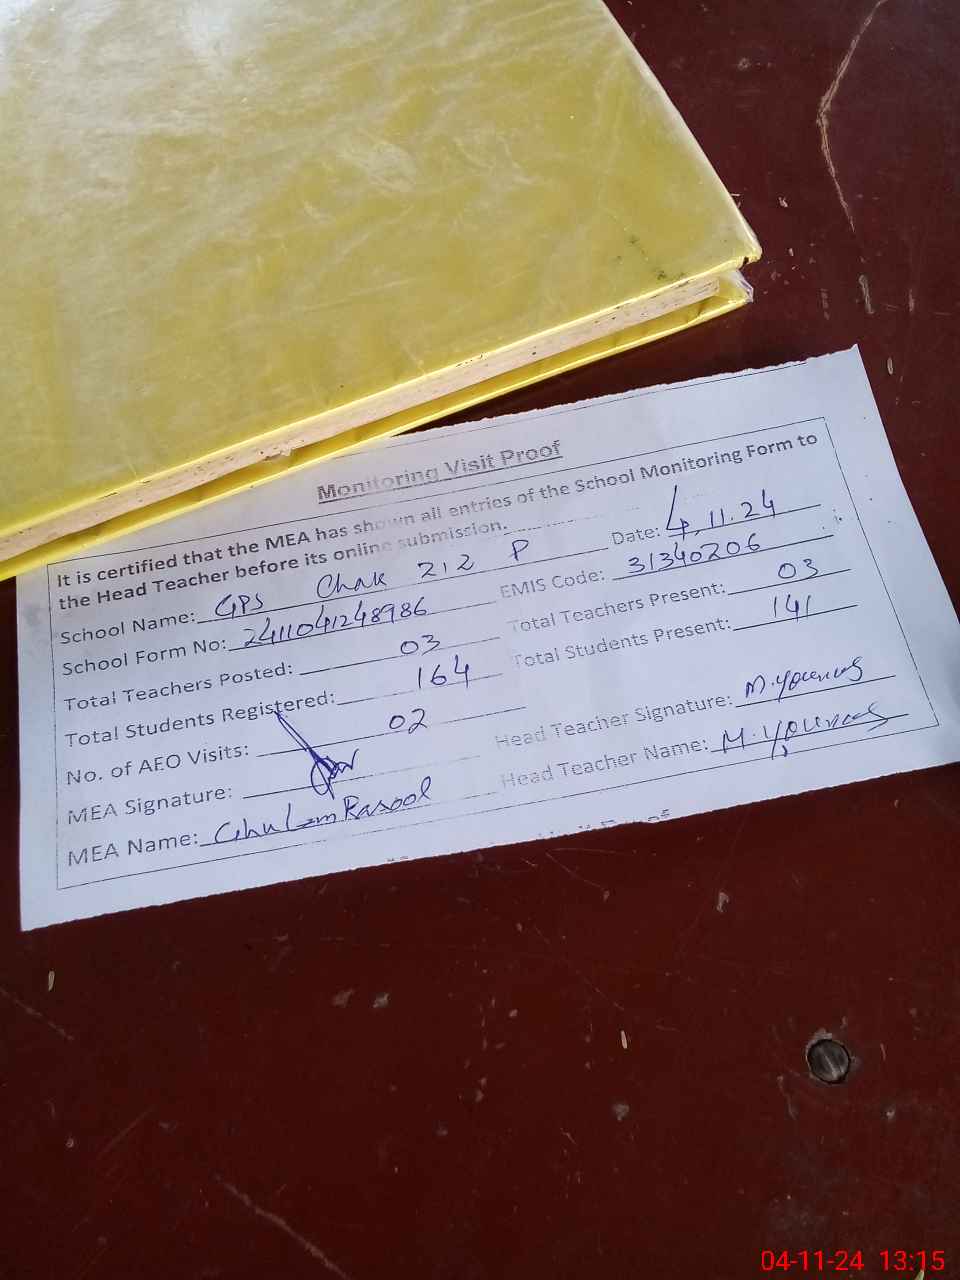 Monitoring Visit Proof
It is certified that the MEA has shown all entries of the School Monitoring Form to
the Head Teacher before its online submission.
Date: 4.11.24
School Name: GPS Chak 212 P
EMIS Code: 31340206
School Form No: 2411041248986
Total Teachers Present: 03
Total Teachers Posted: 03
Total Students Present: 141
Total Students Registered: 164
No. of AEO Visits: 02
Head Teacher Signature: M.Younas
MEA Signature:
Head Teacher Name: M.Younas
MEA Name: Ghulam Rasool
04-11-24 13:15